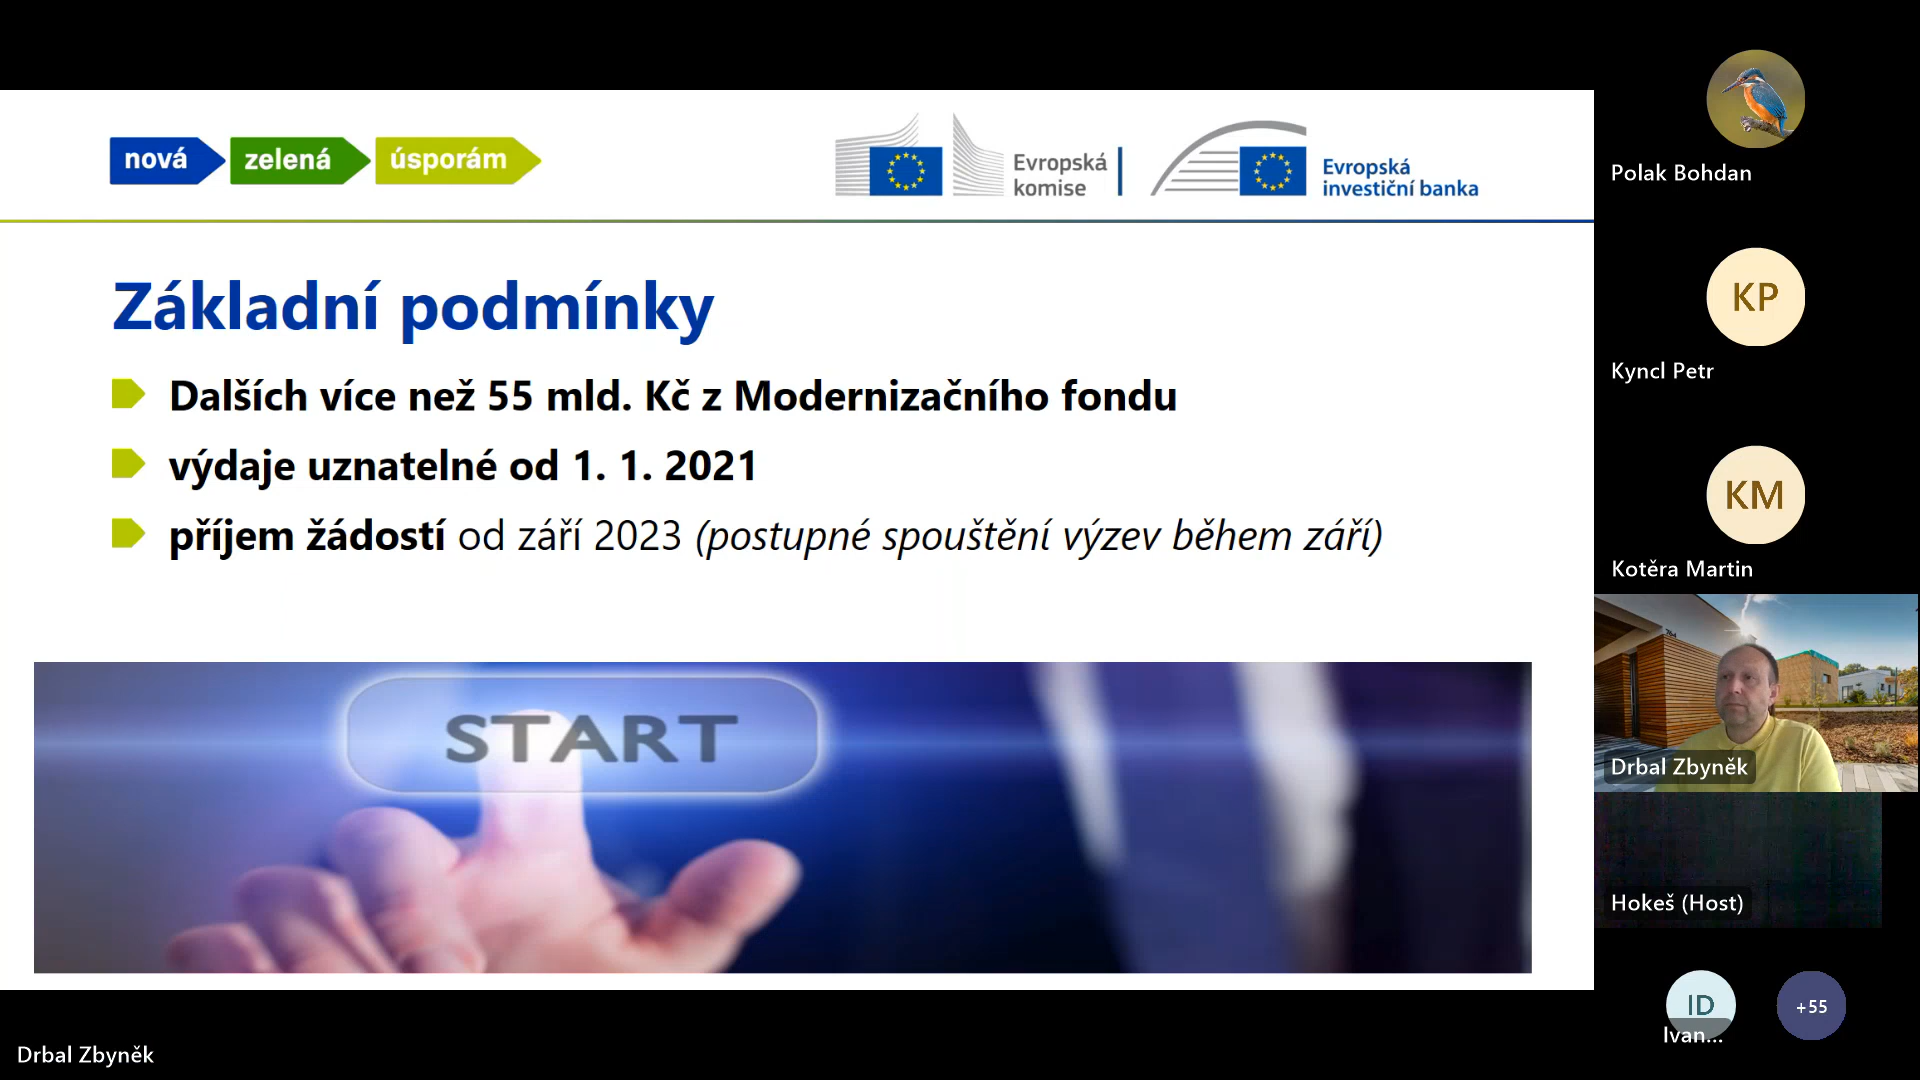 nová zelená úsporám
Evropská
komise
Evropská
investiční banka
Základní podmínky
Dalších více než 55 mld. Kč z Modernizačního fondu
výdaje uznatelné od 1. 1. 2021
příjem žádostí od září 2023 (postupné spouštění výzev během září)
START
Drbal Zbyněk
Polak Bohdan
KP
Kyncl Petr
KM
Kotěra Martin
Drbal Zbyněk
Hokeš (Host)
ID
Ivan...
+55